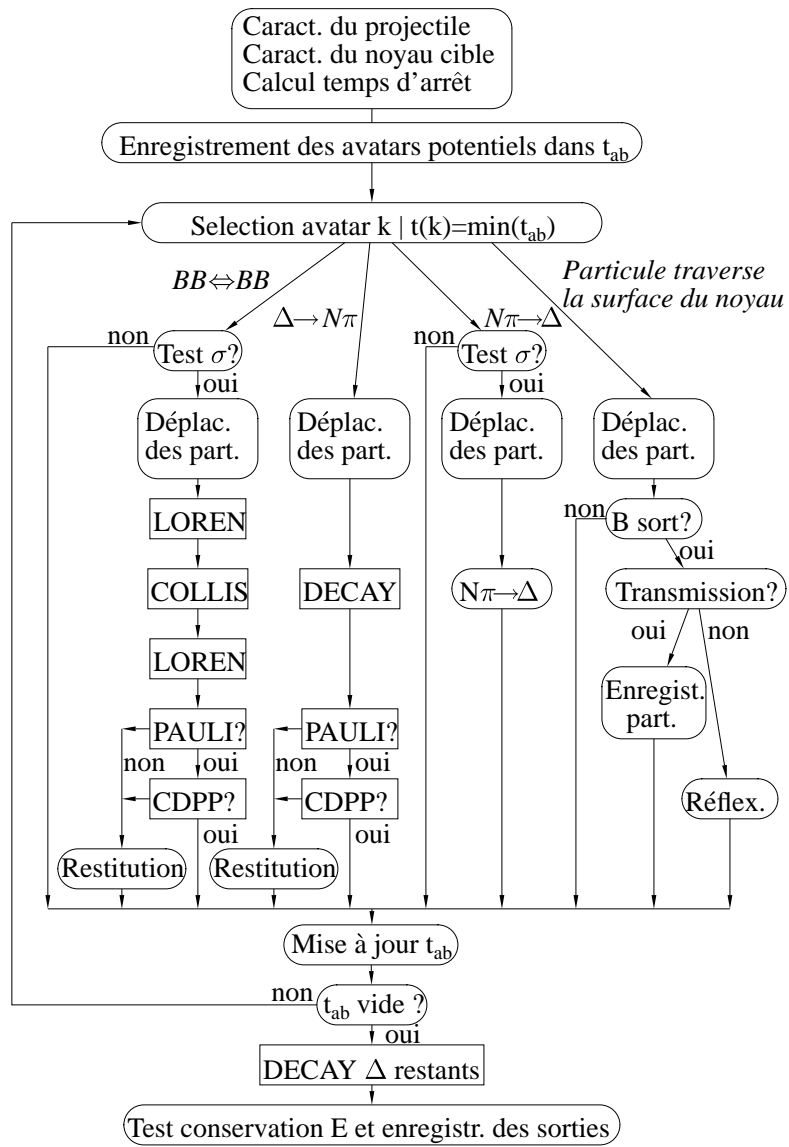 Caract. du projectile
Caract. du noyau cible
Calcul temps d'arrêt
Enregistrement des avatars potentiels dans t_ab
Selection avatar k | t(k)=min(t_ab)
BB⇔BB
Δ→Nπ
Nπ→Δ
Particule traverse
la surface du noyau
non
Test σ?
oui
non
Test σ?
oui
Déplac.
des part.
Déplac.
des part.
Déplac.
des part.
Déplac.
des part.
LOREN
non
B sort?
oui
COLLIS
DECAY
Nπ→Δ
Transmission?
oui
non
LOREN
Enregist.
part.
PAULI?
non
oui
PAULI?
non
oui
CDPP?
oui
CDPP?
oui
Réflex.
Restitution
Restitution
Mise à jour t_ab
non
t_ab vide ?
oui
DECAY Δ restants
Test conservation E et enregistr. des sorties